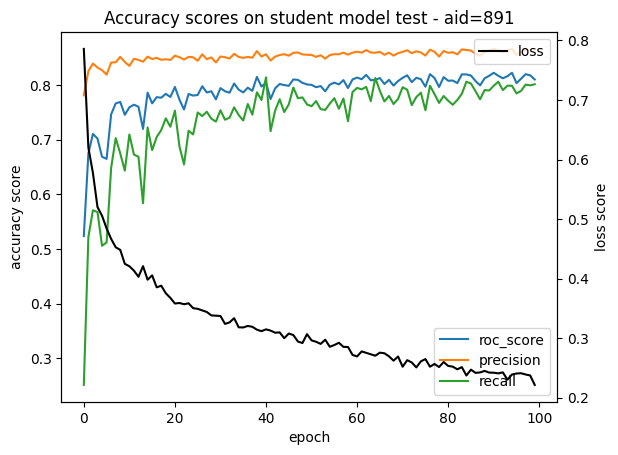 Accuracy scores on student model test - aid=891
loss
accuracy score
0.8
0.7
0.6
0.5
0.4
0.3
0.8
0.7
0.6
0.5
0.4
0.3
0.2
loss score
roc_score
precision
recall
0
20
40
60
80
100
epoch